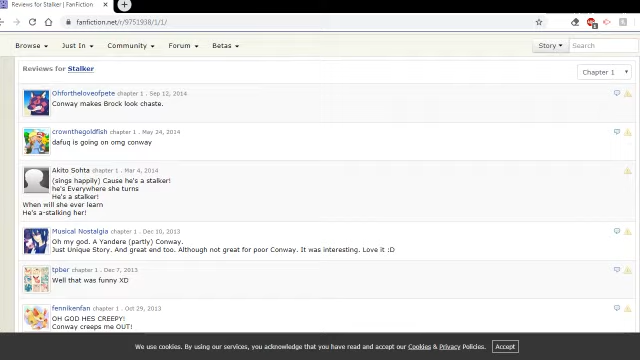 Reviews for Stalker | FanFiction
fanfiction.net/r/9751938/1/1/
Browse Just In Community Forum Betas Story Search
Reviews for Stalker Chapter 1
Ohfortheloveofpete chapter 1 . Sep 12, 2014
Conway makes Brock look chaste.
crownthegoldfish chapter 1 . May 24, 2014
dafuq is going on omg conway
Akito Sohta chapter 1 . Mar 4, 2014
(sings happily) Cause he's a stalker!
he's Everywhere she turns
He's a stalker!
When will she ever learn
He's a-stalking her!
Musical Nostalgia chapter 1 . Dec 10, 2013
Oh my god. A Yandere (partly) Conway.
Just Unique Story. And great end too. Although not great for poor Conway. It was interesting. Love it :D
tpber chapter 1 . Dec 7, 2013
Well that was funny XD
fennikenfan chapter 1 . Oct 29, 2013
OH GOD HES CREEPY!
Conway creeps me OUT!
We use cookies. By using our services, you acknowledge that you have read and accept our Cookies & Privacy Policies. Accept